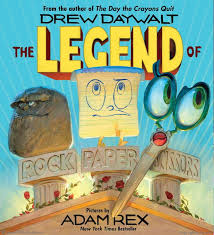 From the author of The Day the Crayons Quit
DREW DAYWALT
THE LEGEND OF
ROCK PAPER SCISSORS
Pictures by
ADAM REX
New York Times Bestseller